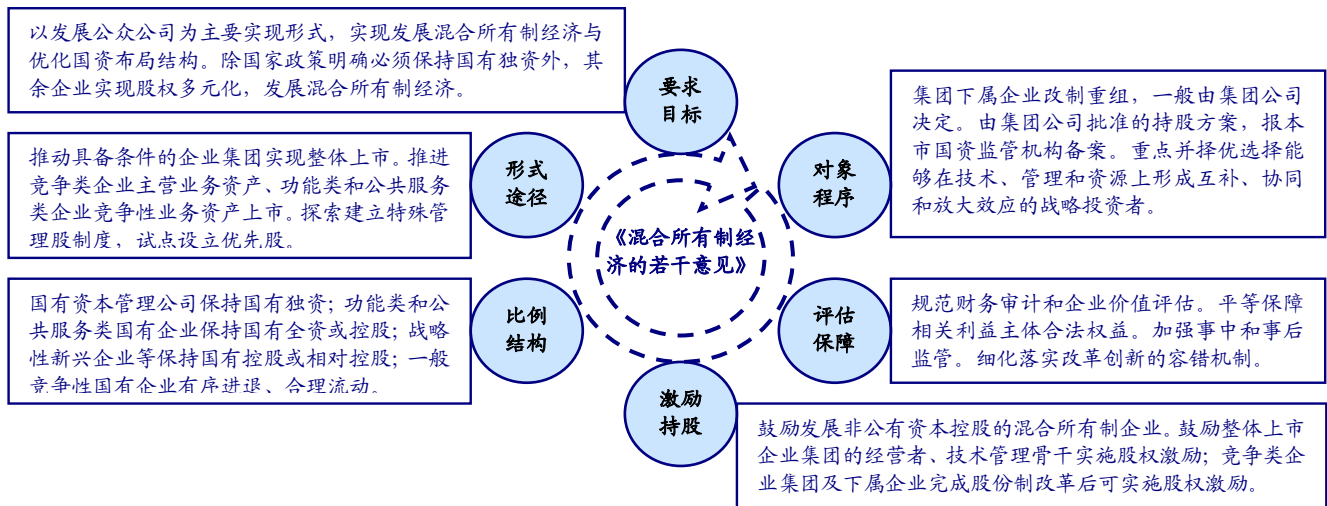 以发展公众公司为主要实现形式，实现发展混合所有制经济与
优化国资布局结构。除国家政策明确必须保持国有独资外，其
余企业实现股权多元化，发展混合所有制经济。
要求
目标
集团下属企业改制重组，一般由集团公司
决定。由集团公司批准的持股方案，报本
市国资监管机构备案。重点并择优选择能
够在技术、管理和资源上形成互补、协同
和放大效应的战略投资者。
对象
程序
推动具备条件的企业集团实现整体上市。推进
竞争类企业主营业务资产、功能类和公共服务
类企业竞争性业务资产上市。探索建立特殊管
理股制度，试点设立优先股。
形式
途径
《混合所有制经
济的若干意见》
国有资本管理公司保持国有独资；功能类和公
共服务类国有企业保持国有全资或控股；战略
性新兴企业等保持国有控股或相对控股；一般
竞争性国有企业有序进退、合理流动。
比例
结构
评估
保障
规范财务审计和企业价值评估。平等保障
相关利益主体合法权益。加强事中和事后
监管。细化落实改革创新的容错机制。
激励
持股
鼓励发展非公有资本控股的混合所有制企业。鼓励整体上市
企业集团的经营者、技术管理骨干实施股权激励；竞争类企
业集团及下属企业完成股份制改革后可实施股权激励。